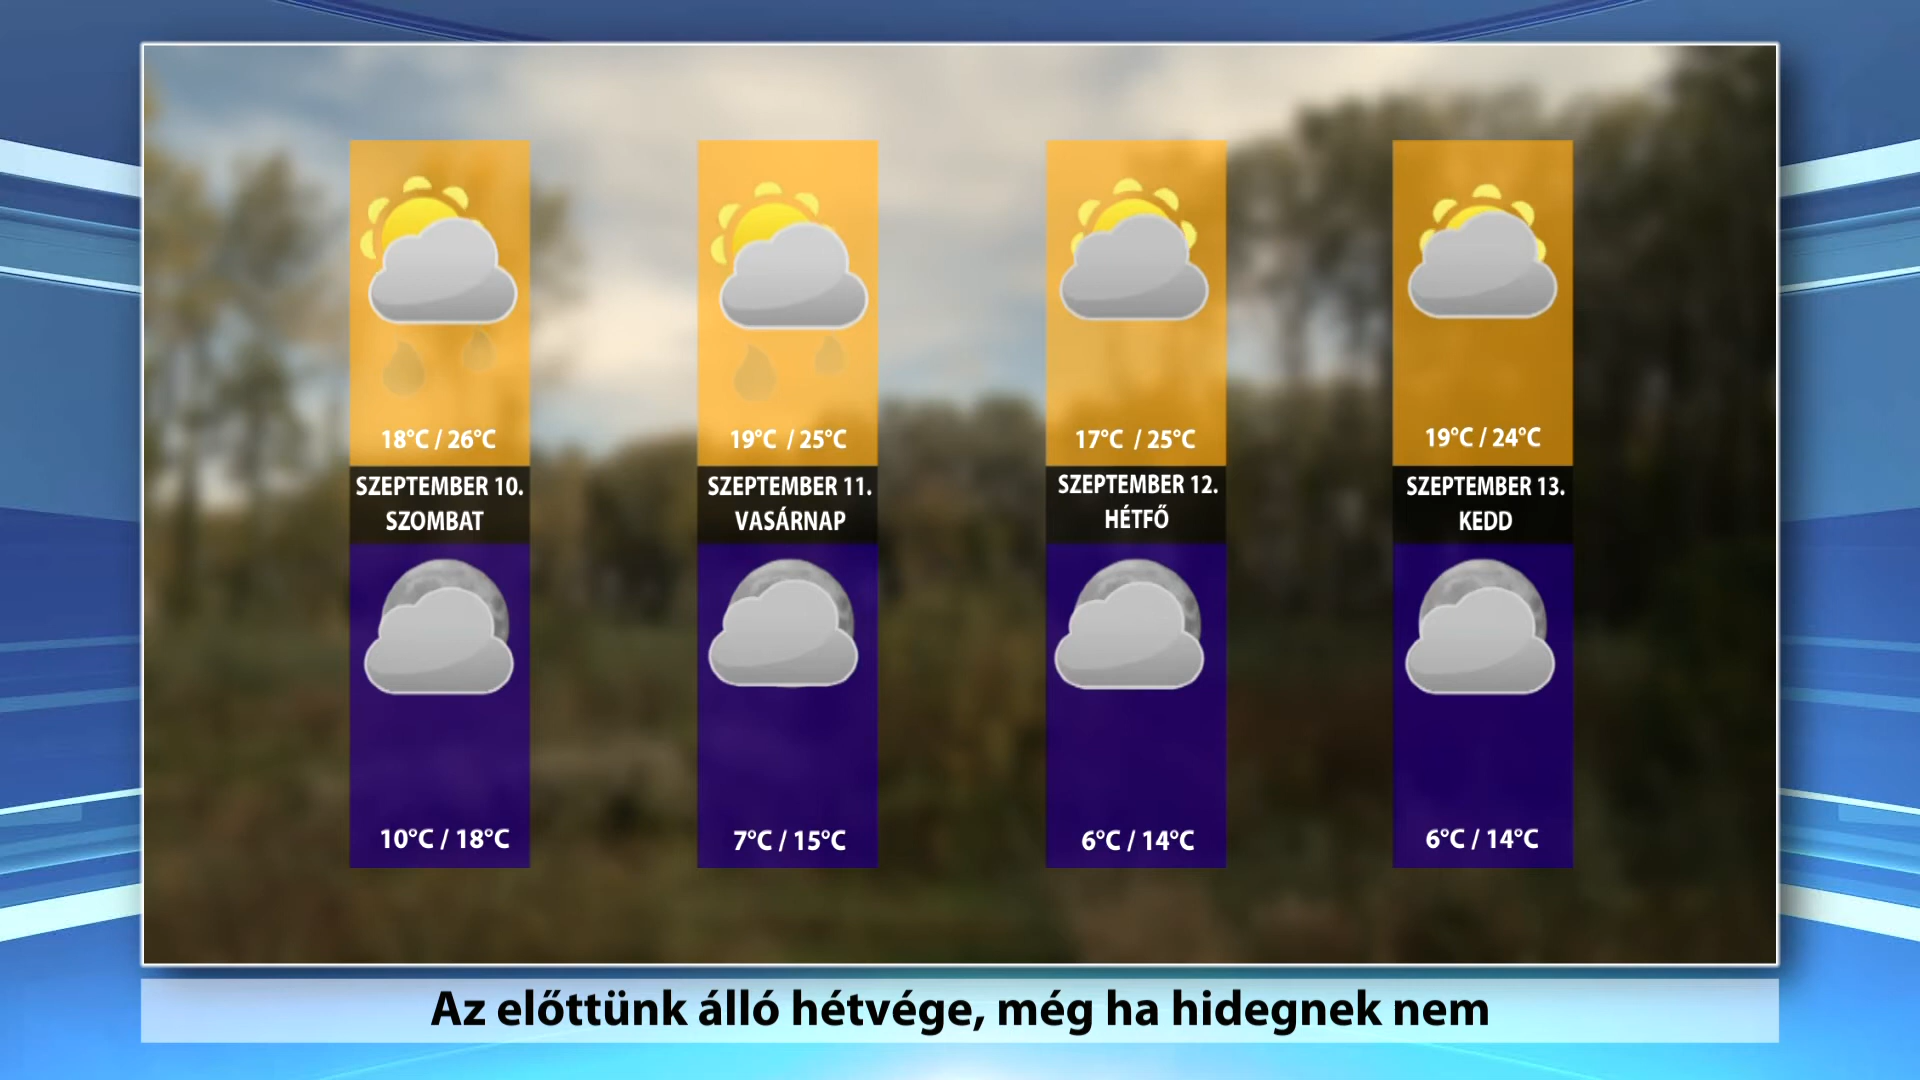 18°C / 26°C
SZEPTEMBER 10.
SZOMBAT
10°C / 18°C
19°C / 25°C
SZEPTEMBER 11.
VASÁRNAP
7°C / 15°C
17°C / 25°C
SZEPTEMBER 12.
HÉTFŐ
6°C / 14°C
19°C / 24°C
SZEPTEMBER 13.
KEDD
6°C / 14°C
Az előttünk álló hétvége, még ha hidegnek nem